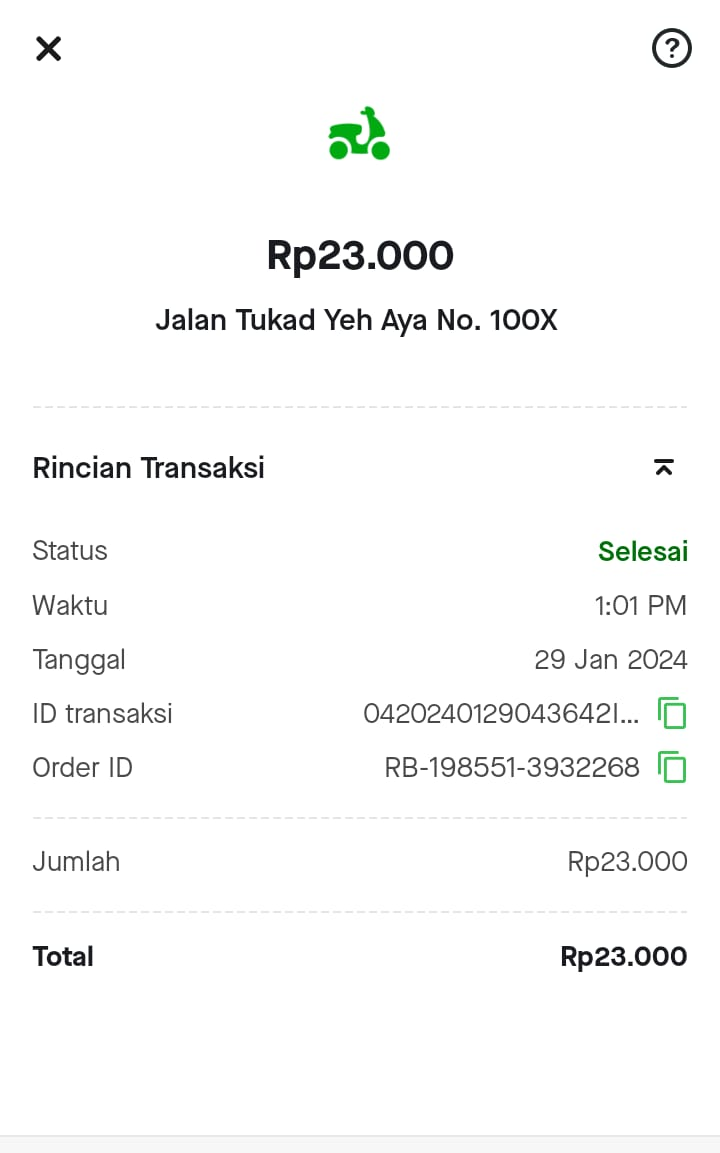 Rp23.000
Jalan Tukad Yeh Aya No. 100X
Rincian Transaksi
Status Selesai
Waktu 1:01 PM
Tanggal 29 Jan 2024
ID transaksi 0420240129043642I...
Order ID RB-198551-3932268
Jumlah Rp23.000
Total Rp23.000